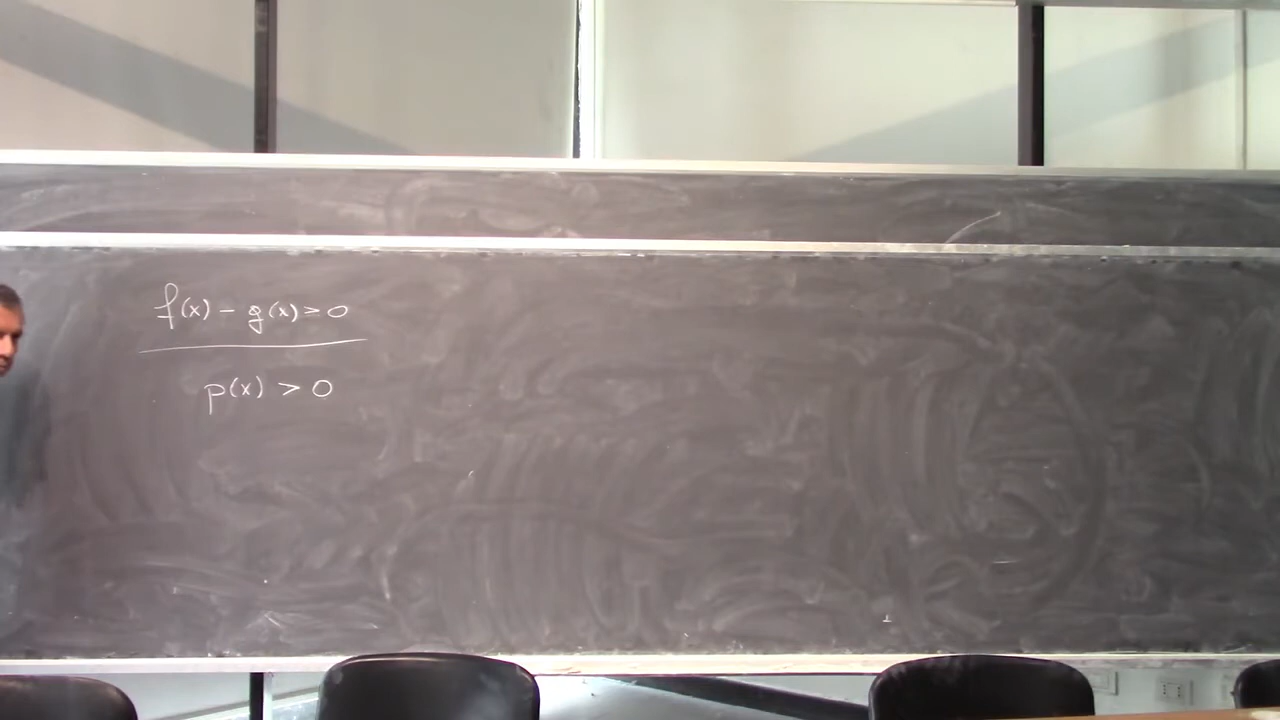 f(x) - g(x) > 0
p(x) > 0